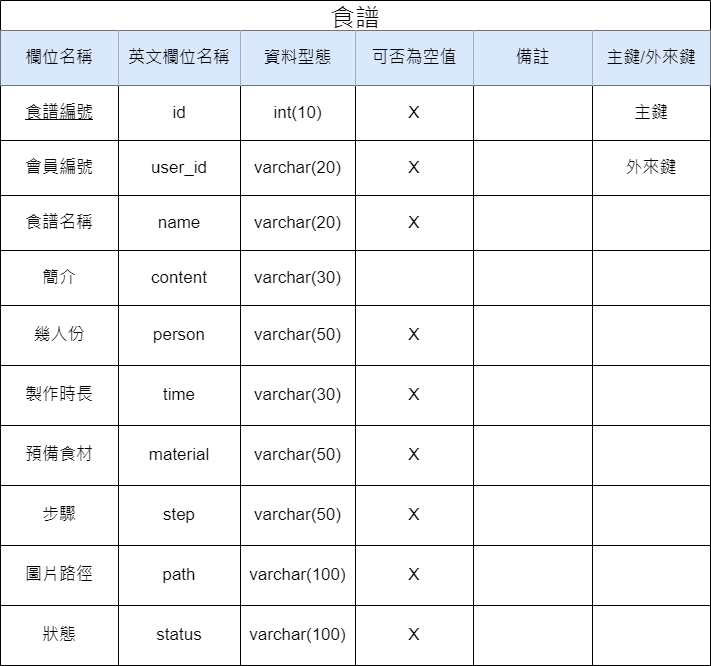 食譜
欄位名稱 英文欄位名稱 資料型態 可否為空值 備註 主鍵/外來鍵
食譜編號 id int(10) X 主鍵
會員編號 user_id varchar(20) X 外來鍵
食譜名稱 name varchar(20) X
簡介 content varchar(30)
幾人份 person varchar(50) X
製作時長 time varchar(30) X
預備食材 material varchar(50) X
步驟 step varchar(50) X
圖片路徑 path varchar(100) X
狀態 status varchar(100) X